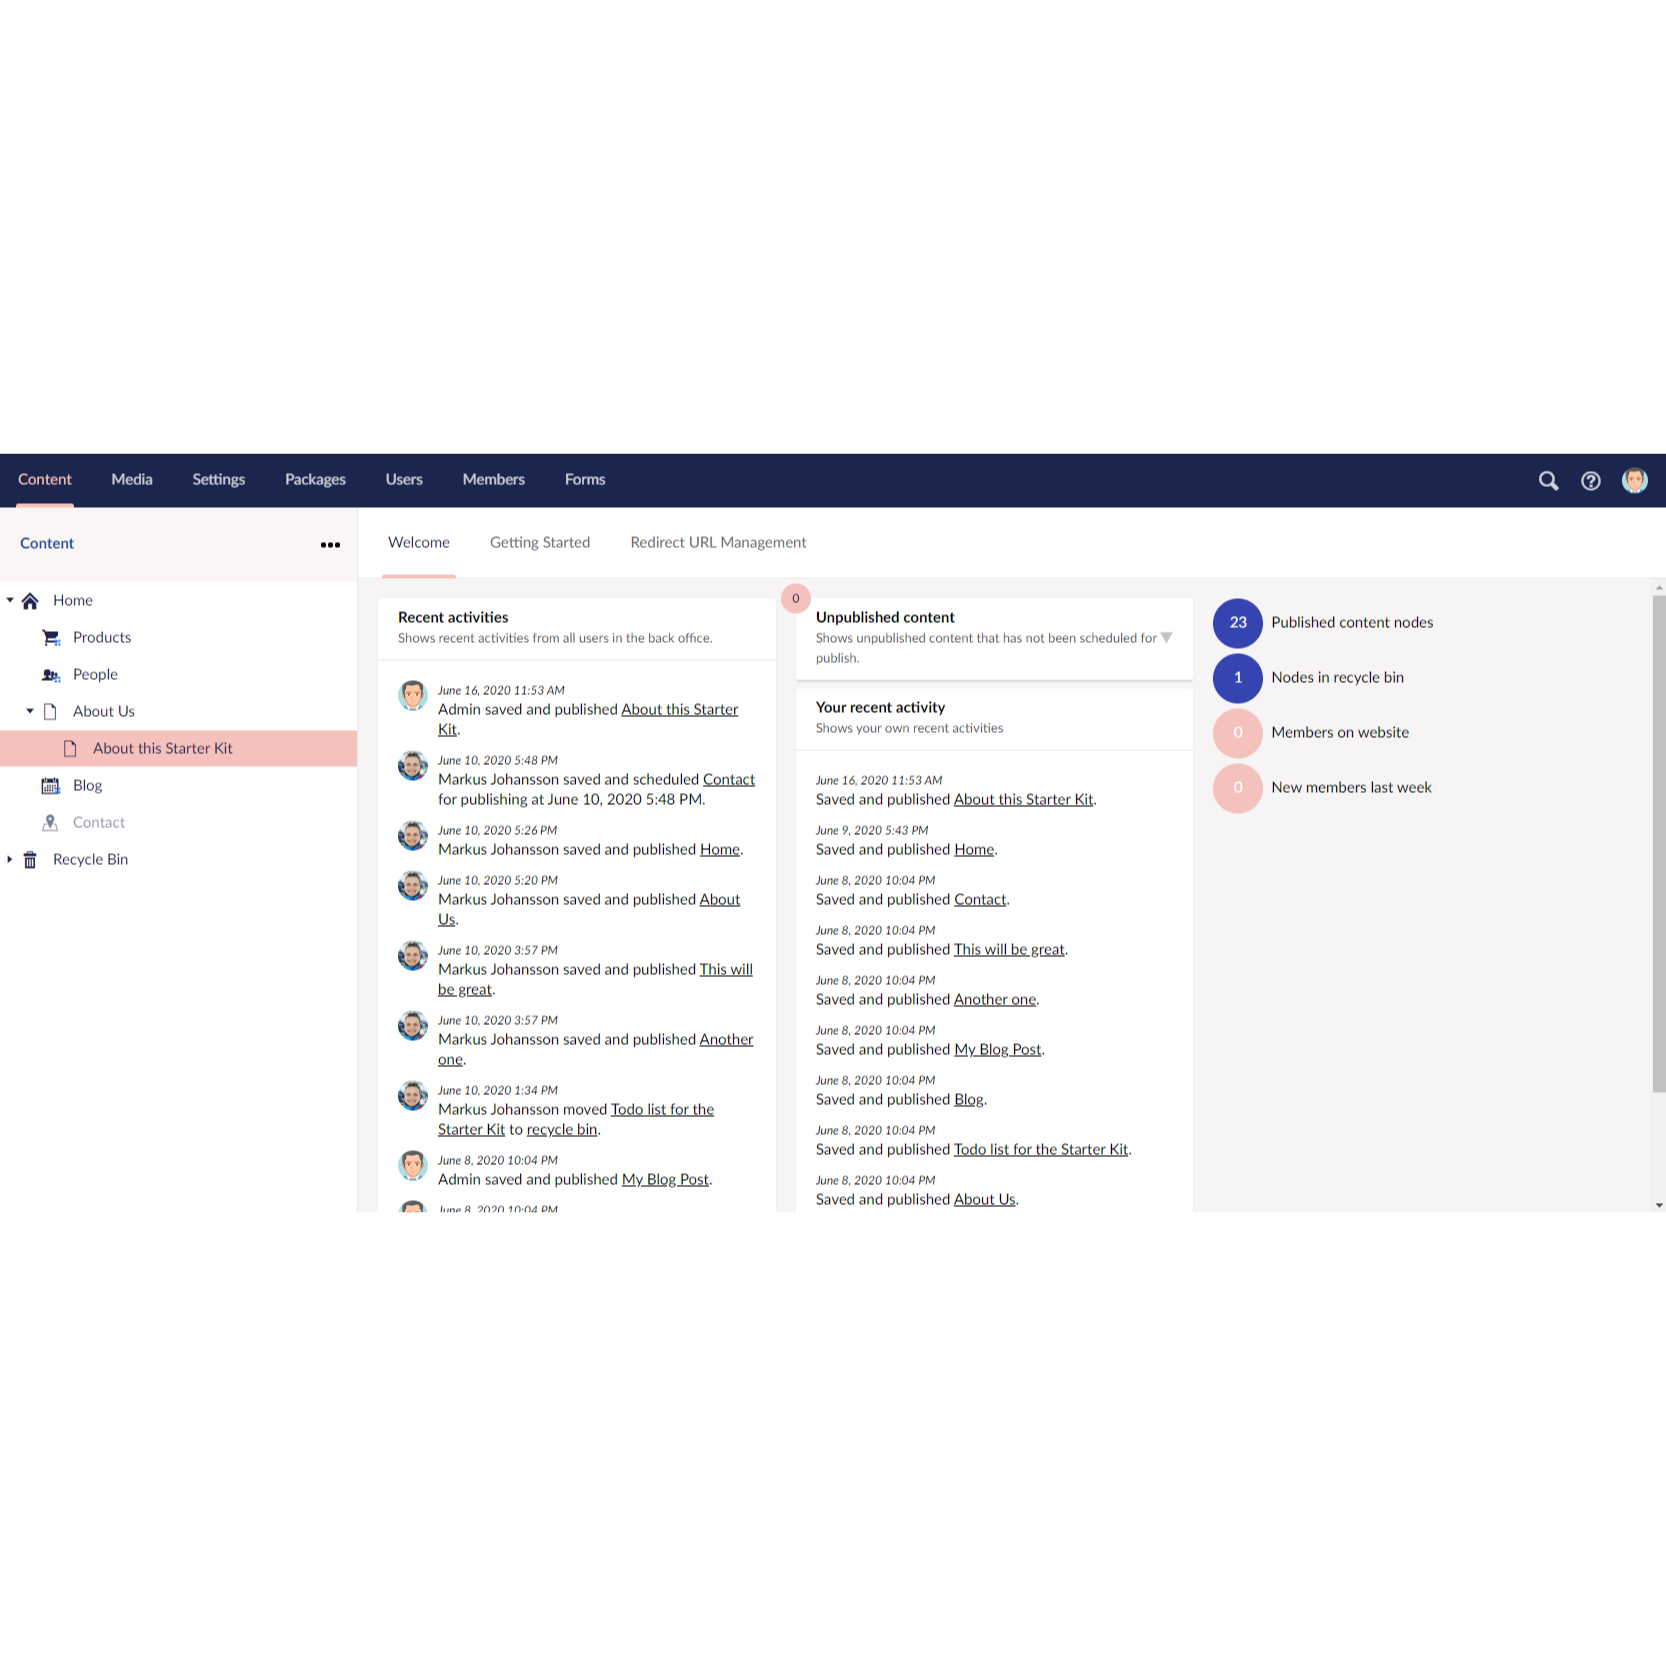 Content Media Settings Packages Users Members Forms
Content
Home
Products
People
About Us
About this Starter Kit
Blog
Contact
Recycle Bin
Welcome Getting Started Redirect URL Management
Recent activities
Shows recent activities from all users in the back office.
June 16, 2020 11:53 AM
Admin saved and published About this Starter
Kit.
June 10, 2020 5:48 PM
Markus Johansson saved and scheduled Contact
for publishing at June 10, 2020 5:48 PM.
June 10, 2020 5:26 PM
Markus Johansson saved and published Home.
June 10, 2020 5:20 PM
Markus Johansson saved and published About
Us.
June 10, 2020 3:57 PM
Markus Johansson saved and published This will
be great.
June 10, 2020 3:57 PM
Markus Johansson saved and published Another
one.
June 10, 2020 1:34 PM
Markus Johansson moved Todo list for the
Starter Kit to recycle bin.
June 8, 2020 10:04 PM
Admin saved and published My Blog Post.
June 8, 2020 10:04 PM
0
Unpublished content
Shows unpublished content that has not been scheduled for
publish.
Your recent activity
Shows your own recent activities
June 16, 2020 11:53 AM
Saved and published About this Starter Kit.
June 9, 2020 5:43 PM
Saved and published Home.
June 8, 2020 10:04 PM
Saved and published Contact.
June 8, 2020 10:04 PM
Saved and published This will be great.
June 8, 2020 10:04 PM
Saved and published Another one.
June 8, 2020 10:04 PM
Saved and published My Blog Post.
June 8, 2020 10:04 PM
Saved and published Blog.
June 8, 2020 10:04 PM
Saved and published Todo list for the Starter Kit.
June 8, 2020 10:04 PM
Saved and published About Us.
23 Published content nodes
1 Nodes in recycle bin
0 Members on website
0 New members last week